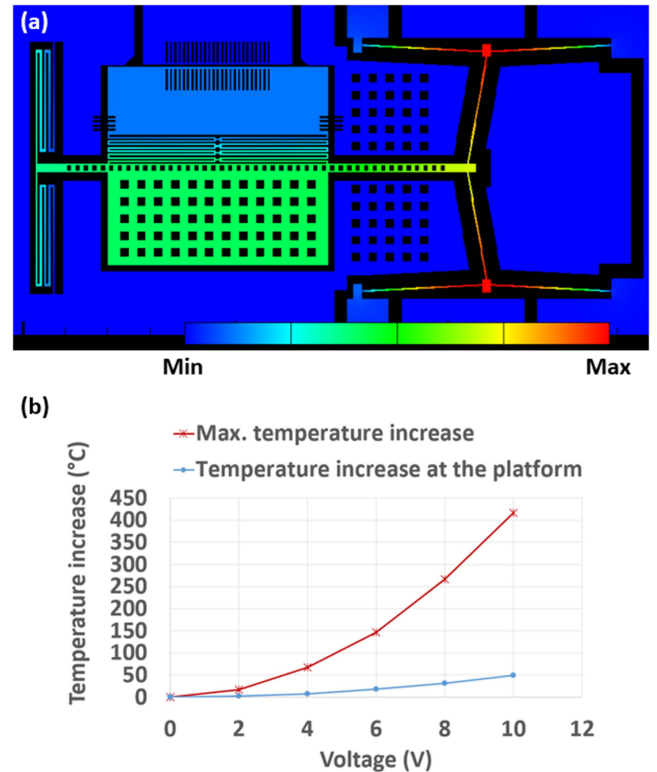 (a)
Min Max
(b)
Max. temperature increase
Temperature increase at the platform
Temperature increase (°C)
450
400
350
300
250
200
150
100
50
0
0 2 4 6 8 10 12
Voltage (V)